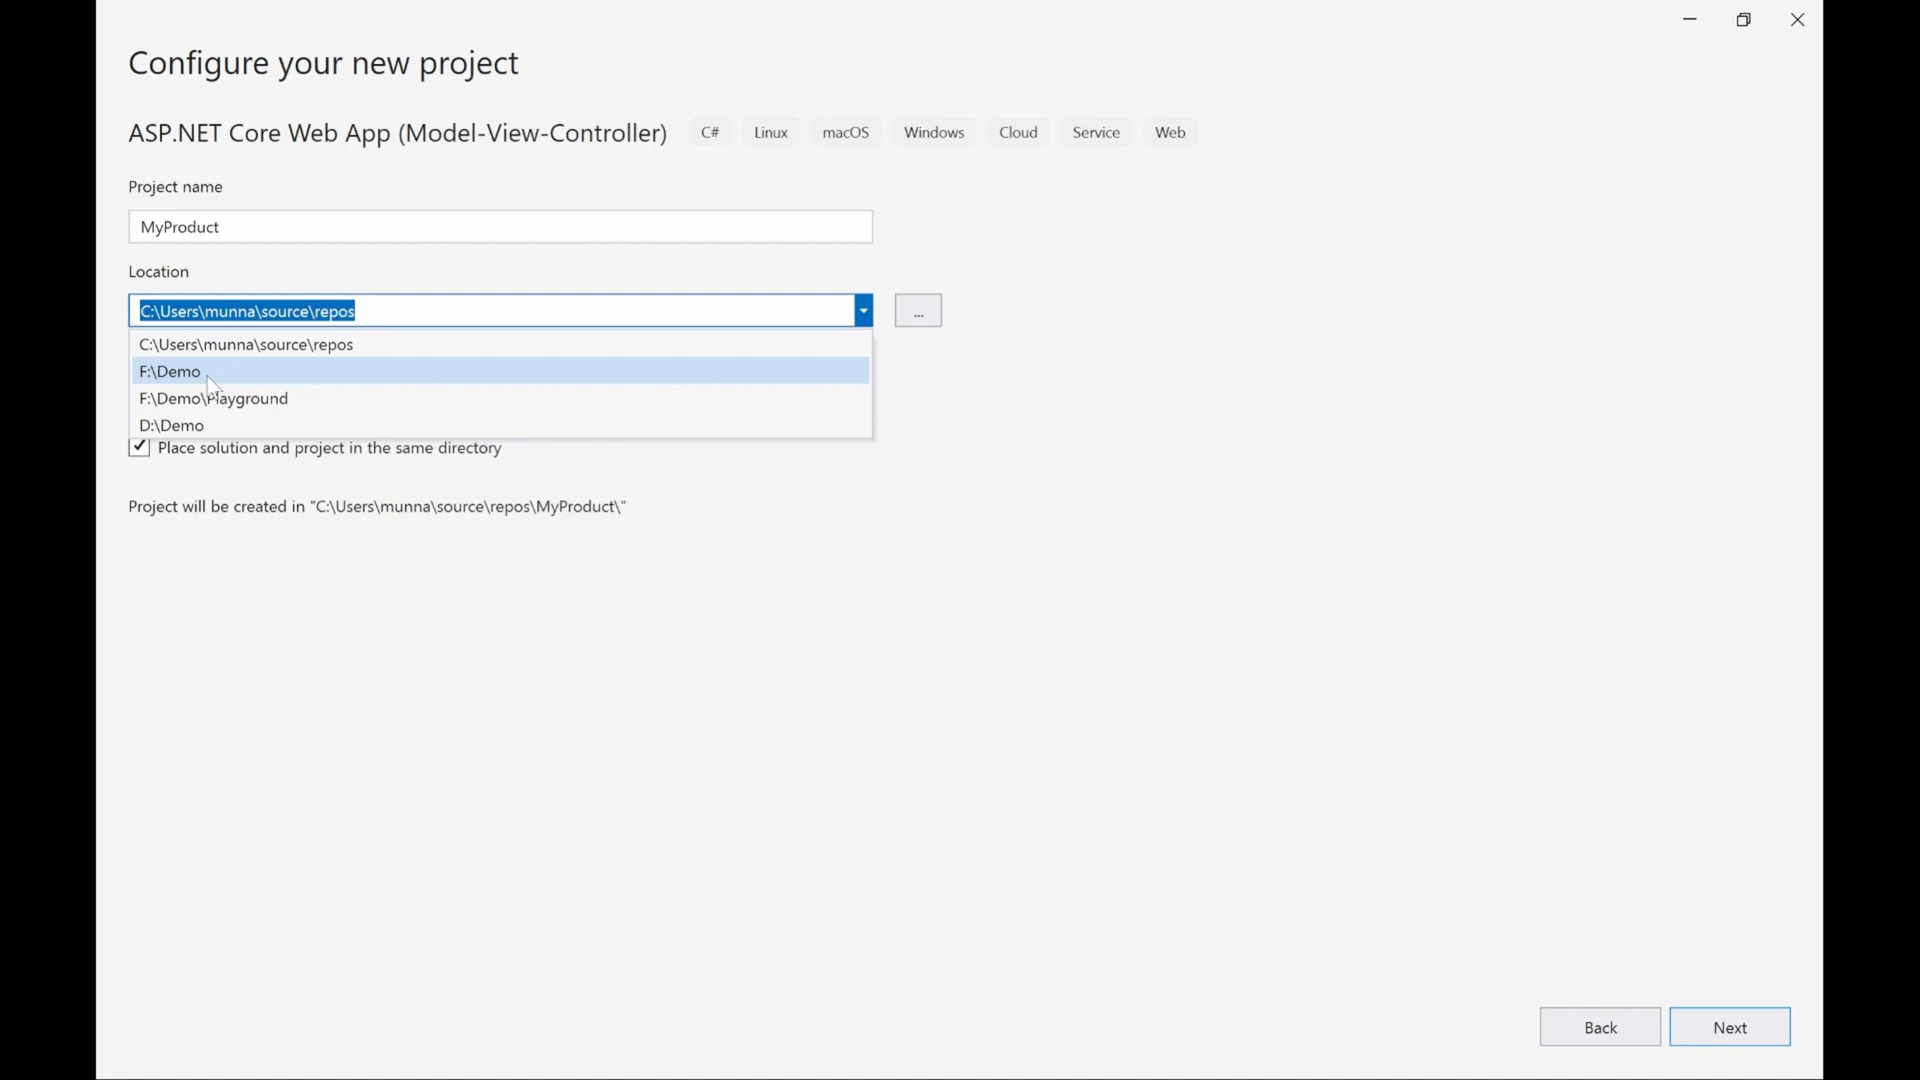 Configure your new project
ASP.NET Core Web App (Model-View-Controller) C# Linux macOS Windows Cloud Service Web
Project name
MyProduct
Location
C:\Users\munna\source\repos ...
C:\Users\munna\source\repos
F:\Demo
F:\Demo\Playground
D:\Demo
Place solution and project in the same directory
Project will be created in "C:\Users\munna\source\repos\MyProduct\"
Back Next